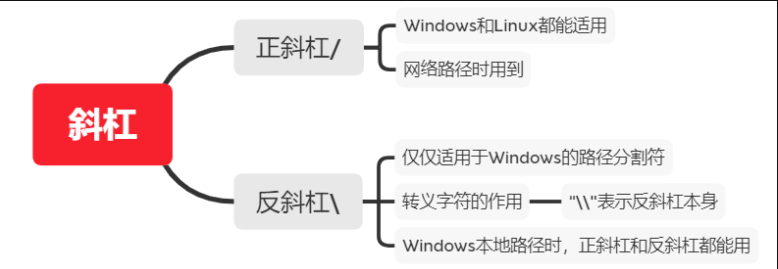 斜杠
正斜杠/
Windows和Linux都能适用
网络路径时用到
反斜杠\
仅仅适用于Windows的路径分割符
转义字符的作用
"\\"表示反斜杠本身
Windows本地路径时，正斜杠和反斜杠都能用